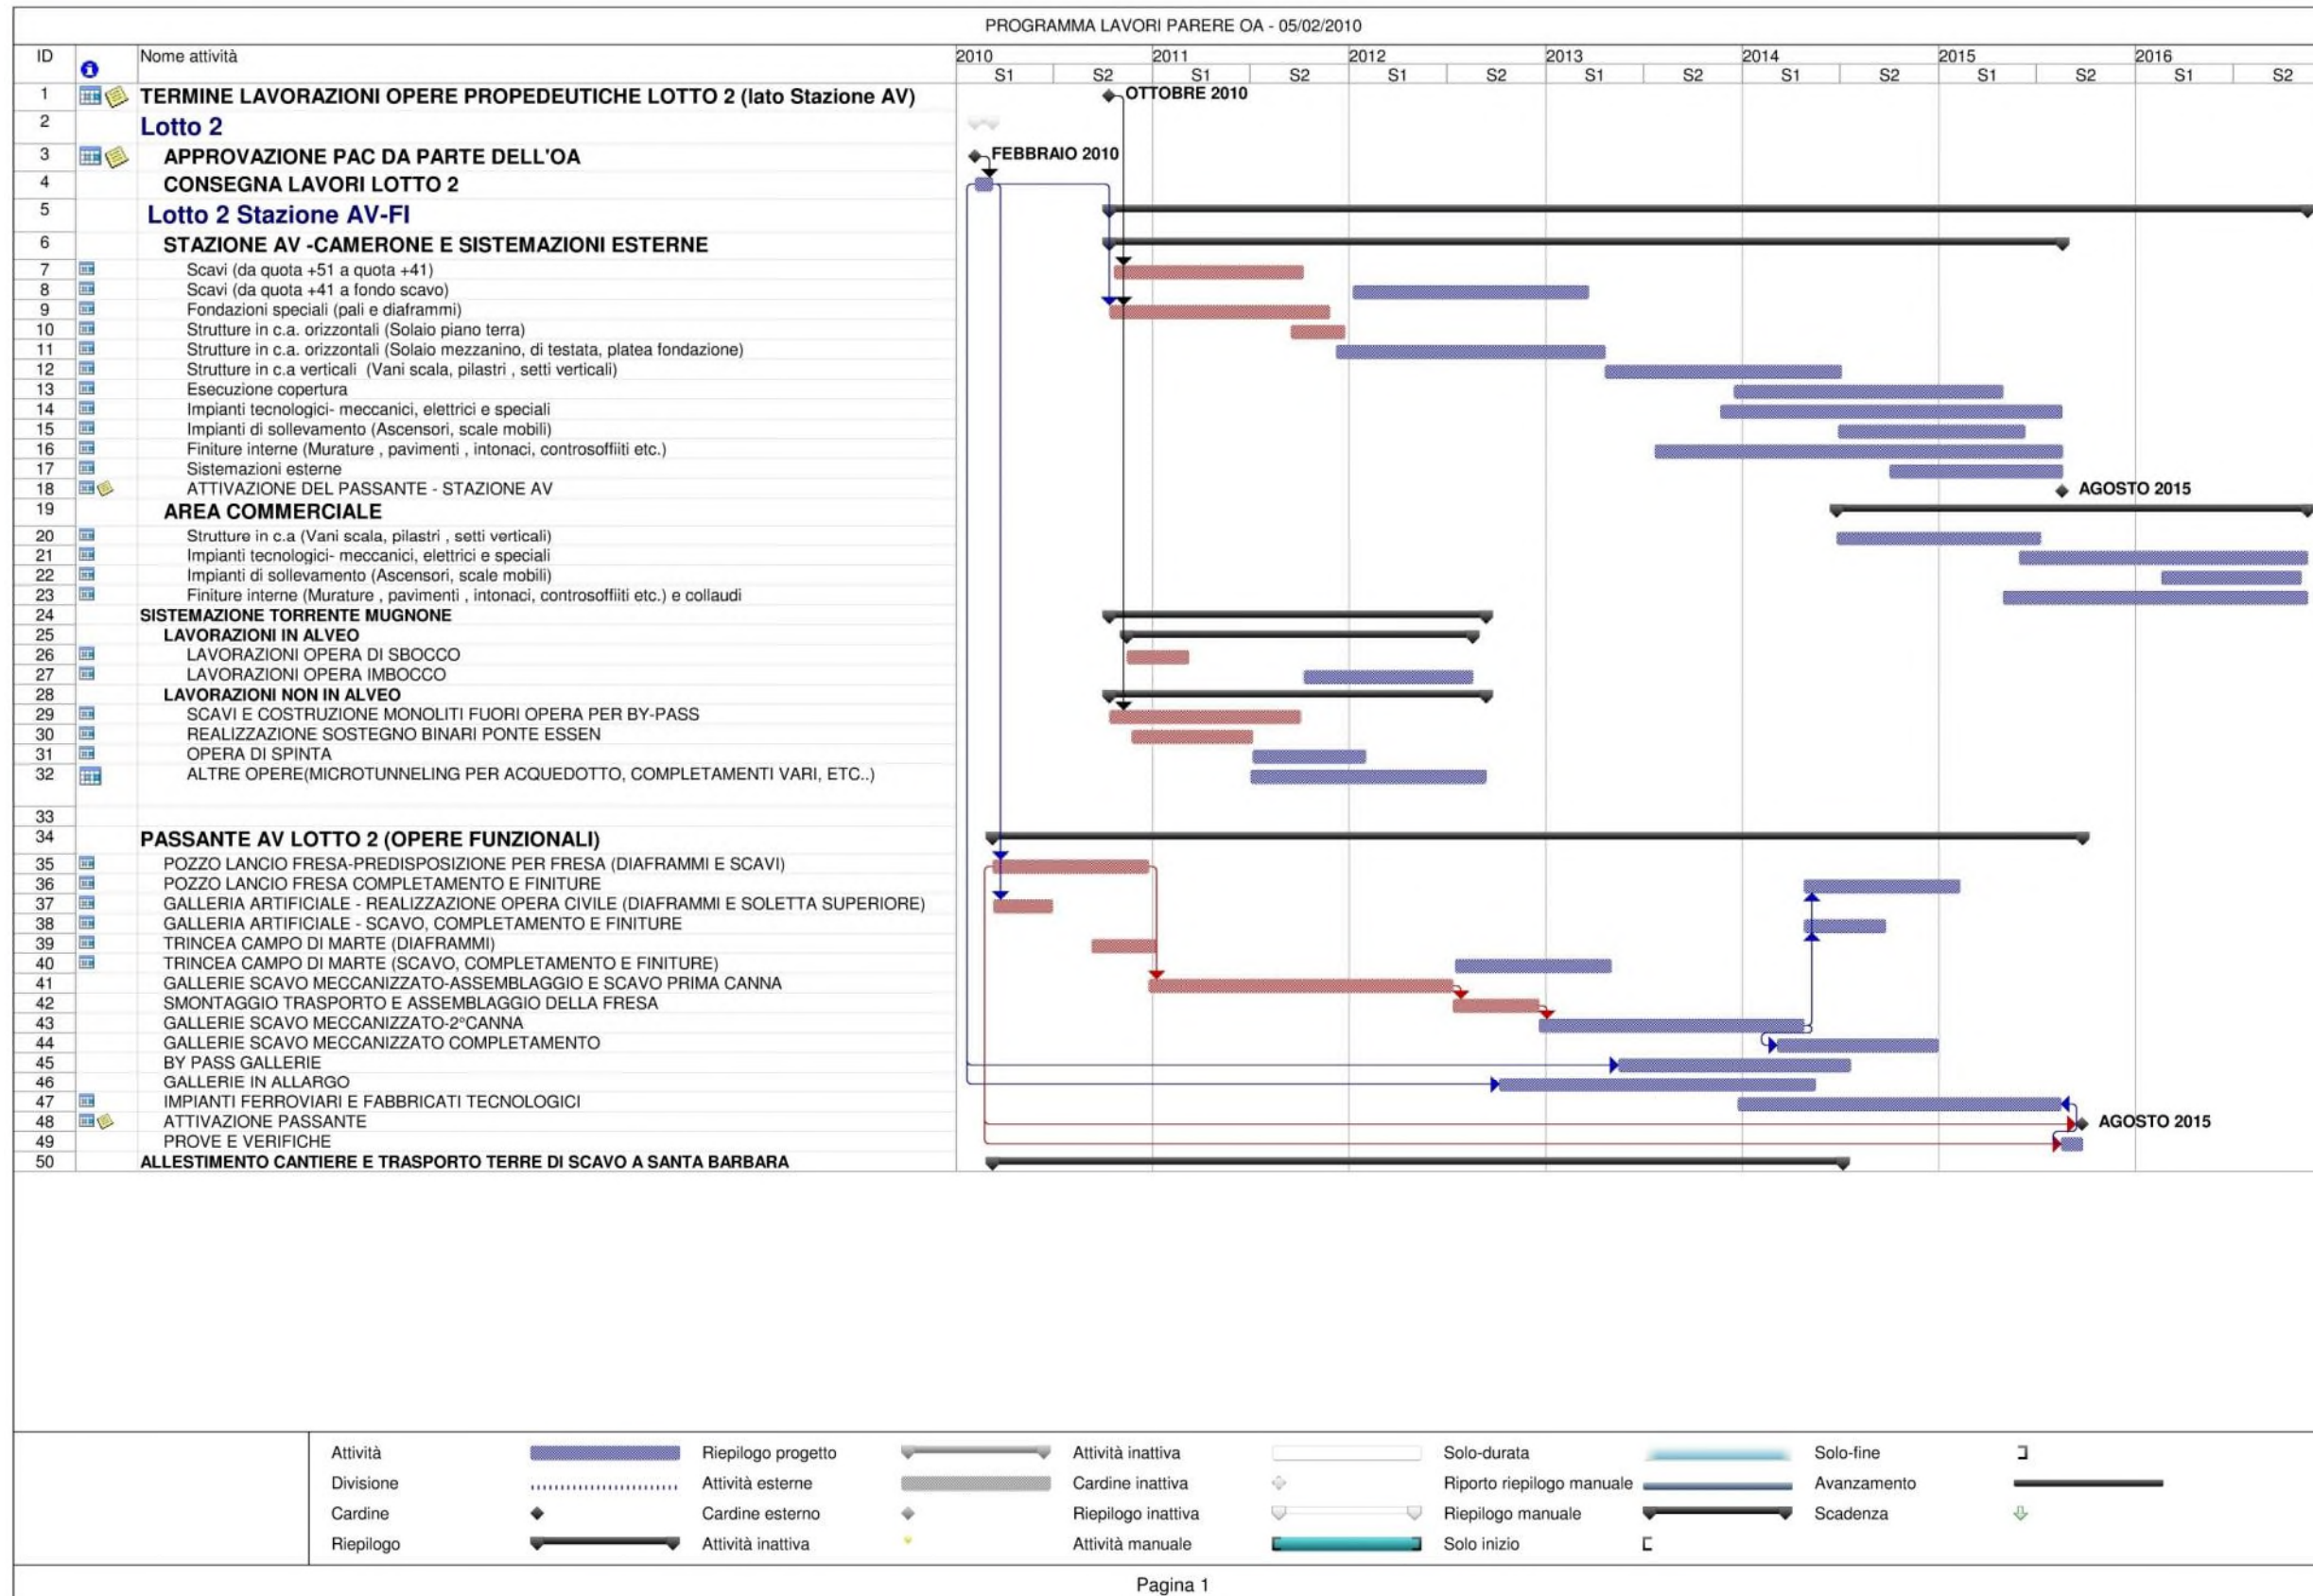 PROGRAMMA LAVORI PARERE OA - 05/02/2010
ID Nome attività 2010 2011 2012 2013 2014 2015 2016
S1 S2 S1 S2 S1 S2 S1 S2 S1 S2 S1 S2 S1 S2
1 TERMINE LAVORAZIONI OPERE PROPEDEUTICHE LOTTO 2 (lato Stazione AV) OTTOBRE 2010
2 Lotto 2
3 APPROVAZIONE PAC DA PARTE DELL'OA FEBBRAIO 2010
4 CONSEGNA LAVORI LOTTO 2
5 Lotto 2 Stazione AV-FI
6 STAZIONE AV -CAMERONE E SISTEMAZIONI ESTERNE
7 Scavi (da quota +51 a quota +41)
8 Scavi (da quota +41 a fondo scavo)
9 Fondazioni speciali (pali e diaframmi)
10 Strutture in c.a. orizzontali (Solaio piano terra)
11 Strutture in c.a. orizzontali (Solaio mezzanino, di testata, platea fondazione)
12 Strutture in c.a verticali (Vani scala, pilastri , setti verticali)
13 Esecuzione copertura
14 Impianti tecnologici- meccanici, elettrici e speciali
15 Impianti di sollevamento (Ascensori, scale mobili)
16 Finiture interne (Murature , pavimenti , intonaci, controsoffiiti etc.)
17 Sistemazioni esterne
18 ATTIVAZIONE DEL PASSANTE - STAZIONE AV AGOSTO 2015
19 AREA COMMERCIALE
20 Strutture in c.a (Vani scala, pilastri , setti verticali)
21 Impianti tecnologici- meccanici, elettrici e speciali
22 Impianti di sollevamento (Ascensori, scale mobili)
23 Finiture interne (Murature , pavimenti , intonaci, controsoffiiti etc.) e collaudi
24 SISTEMAZIONE TORRENTE MUGNONE
25 LAVORAZIONI IN ALVEO
26 LAVORAZIONI OPERA DI SBOCCO
27 LAVORAZIONI OPERA IMBOCCO
28 LAVORAZIONI NON IN ALVEO
29 SCAVI E COSTRUZIONE MONOLITI FUORI OPERA PER BY-PASS
30 REALIZZAZIONE SOSTEGNO BINARI PONTE ESSEN
31 OPERA DI SPINTA
32 ALTRE OPERE(MICROTUNNELING PER ACQUEDOTTO, COMPLETAMENTI VARI, ETC..)
33
34 PASSANTE AV LOTTO 2 (OPERE FUNZIONALI)
35 POZZO LANCIO FRESA-PREDISPOSIZIONE PER FRESA (DIAFRAMMI E SCAVI)
36 POZZO LANCIO FRESA COMPLETAMENTO E FINITURE
37 GALLERIA ARTIFICIALE - REALIZZAZIONE OPERA CIVILE (DIAFRAMMI E SOLETTA SUPERIORE)
38 GALLERIA ARTIFICIALE - SCAVO, COMPLETAMENTO E FINITURE
39 TRINCEA CAMPO DI MARTE (DIAFRAMMI)
40 TRINCEA CAMPO DI MARTE (SCAVO, COMPLETAMENTO E FINITURE)
41 GALLERIE SCAVO MECCANIZZATO-ASSEMBLAGGIO E SCAVO PRIMA CANNA
42 SMONTAGGIO TRASPORTO E ASSEMBLAGGIO DELLA FRESA
43 GALLERIE SCAVO MECCANIZZATO-2°CANNA
44 GALLERIE SCAVO MECCANIZZATO COMPLETAMENTO
45 BY PASS GALLERIE
46 GALLERIE IN ALLARGO
47 IMPIANTI FERROVIARI E FABBRICATI TECNOLOGICI
48 ATTIVAZIONE PASSANTE AGOSTO 2015
49 PROVE E VERIFICHE
50 ALLESTIMENTO CANTIERE E TRASPORTO TERRE DI SCAVO A SANTA BARBARA
Attività Riepilogo progetto Attività inattiva Solo-durata Solo-fine
Divisione Attività esterne Cardine inattiva Riporto riepilogo manuale Avanzamento
Cardine Cardine esterno Riepilogo inattiva Riepilogo manuale Scadenza
Riepilogo Attività inattiva Attività manuale Solo inizio
Pagina 1